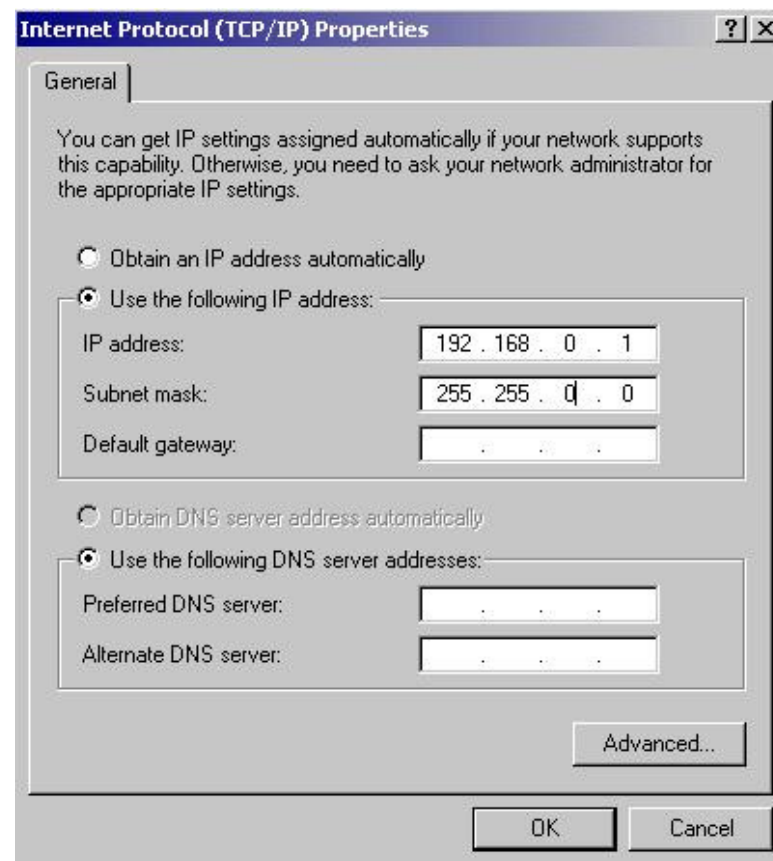 Internet Protocol (TCP/IP) Properties
General
You can get IP settings assigned automatically if your network supports
this capability. Otherwise, you need to ask your network administrator for
the appropriate IP settings.
Obtain an IP address automatically
Use the following IP address:
IP address: 192 . 168 . 0 . 1
Subnet mask: 255 . 255 . 0 . 0
Default gateway: . . .
Obtain DNS server address automatically
Use the following DNS server addresses:
Preferred DNS server: . . .
Alternate DNS server: . . .
Advanced...
OK Cancel